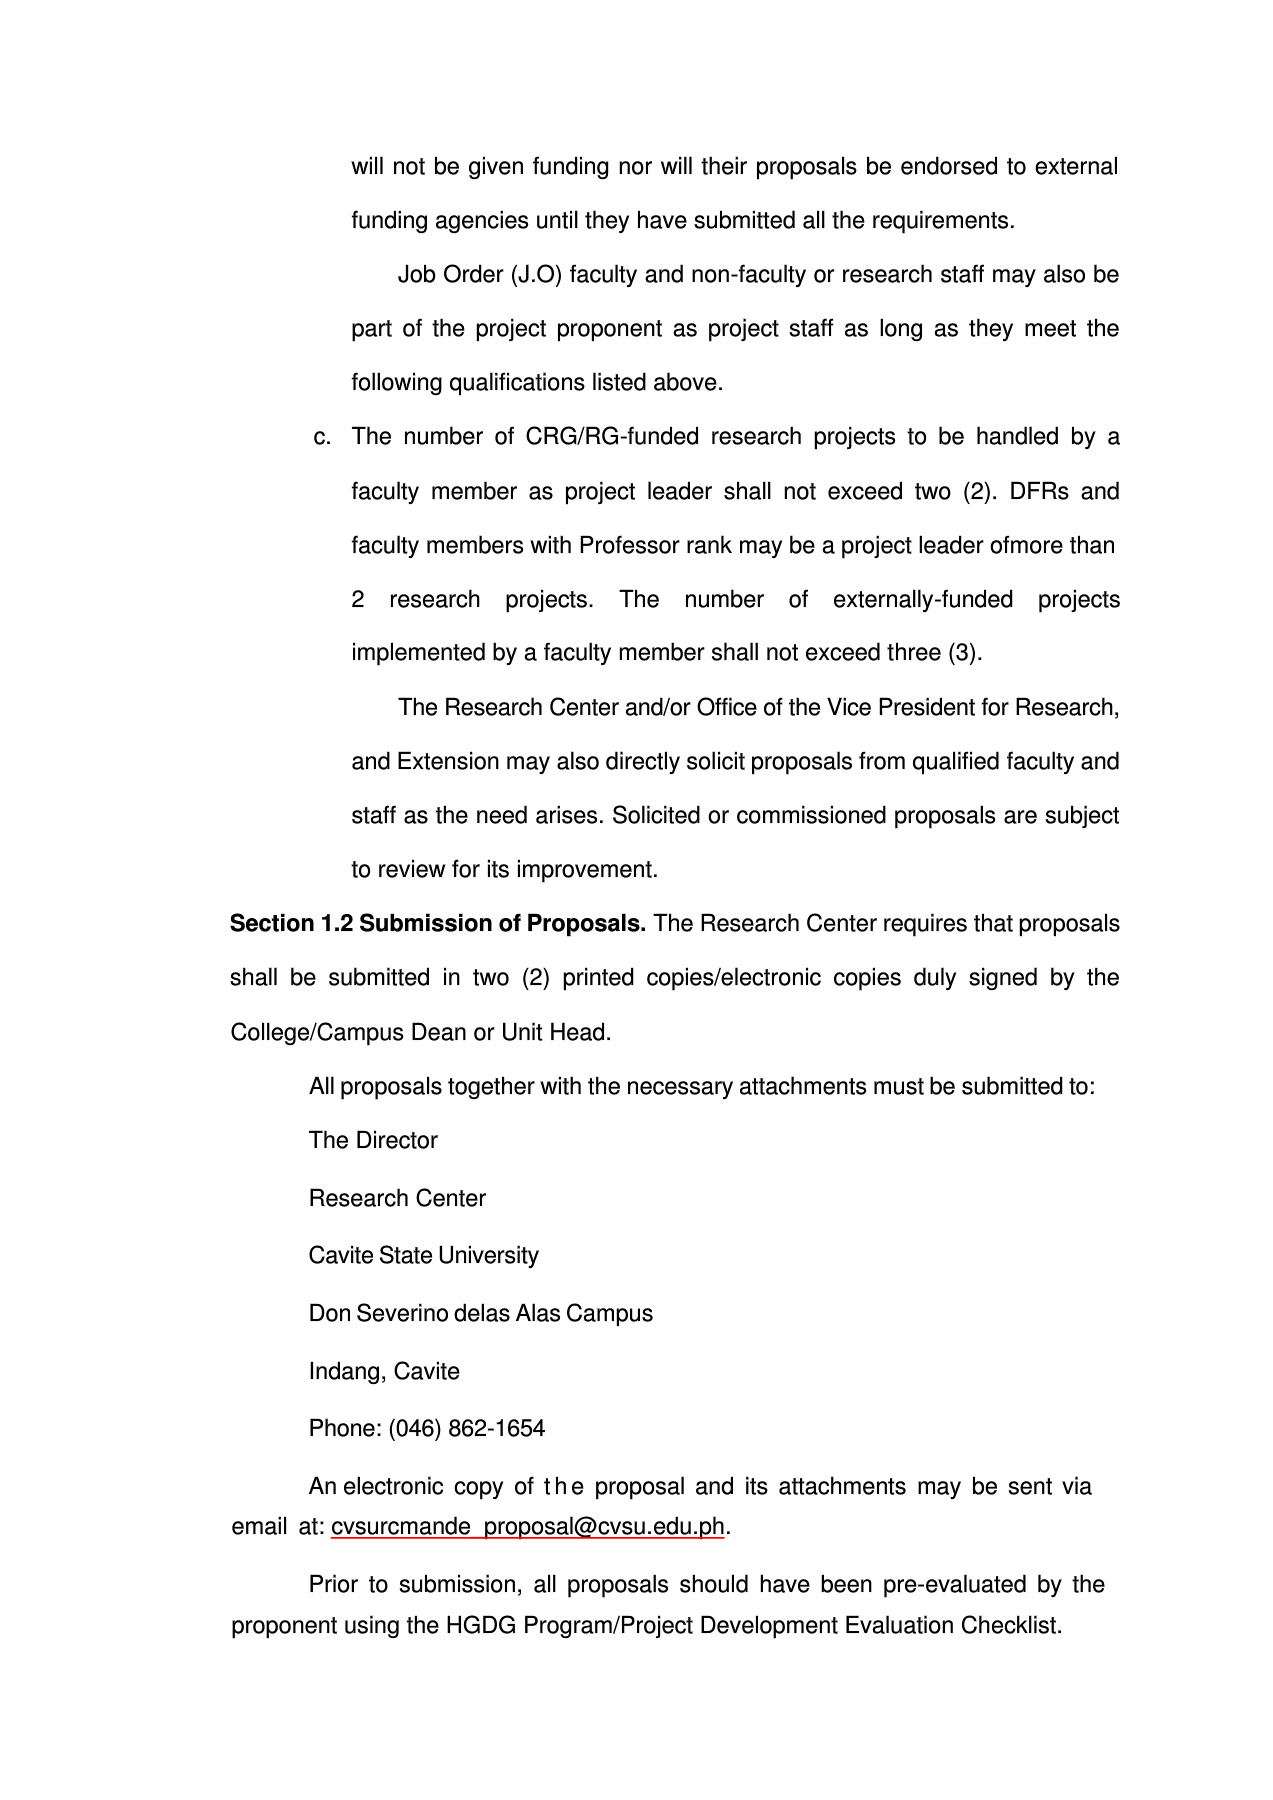 will not be given funding nor will their proposals be endorsed to external
funding agencies until they have submitted all the requirements.
Job Order (J.O) faculty and non-faculty or research staff may also be
part of the project proponent as project staff as long as they meet the
following qualifications listed above.
c. The number of CRG/RG-funded research projects to be handled by a
faculty member as project leader shall not exceed two (2). DFRs and
faculty members with Professor rank may be a project leader ofmore than
2 research projects. The number of externally-funded projects
implemented by a faculty member shall not exceed three (3).
The Research Center and/or Office of the Vice President for Research,
and Extension may also directly solicit proposals from qualified faculty and
staff as the need arises. Solicited or commissioned proposals are subject
to review for its improvement.
Section 1.2 Submission of Proposals. The Research Center requires that proposals
shall be submitted in two (2) printed copies/electronic copies duly signed by the
College/Campus Dean or Unit Head.
All proposals together with the necessary attachments must be submitted to:
The Director
Research Center
Cavite State University
Don Severino delas Alas Campus
Indang, Cavite
Phone: (046) 862-1654
An electronic copy of the proposal and its attachments may be sent via
email at: cvsurcmande_proposal@cvsu.edu.ph.
Prior to submission, all proposals should have been pre-evaluated by the
proponent using the HGDG Program/Project Development Evaluation Checklist.